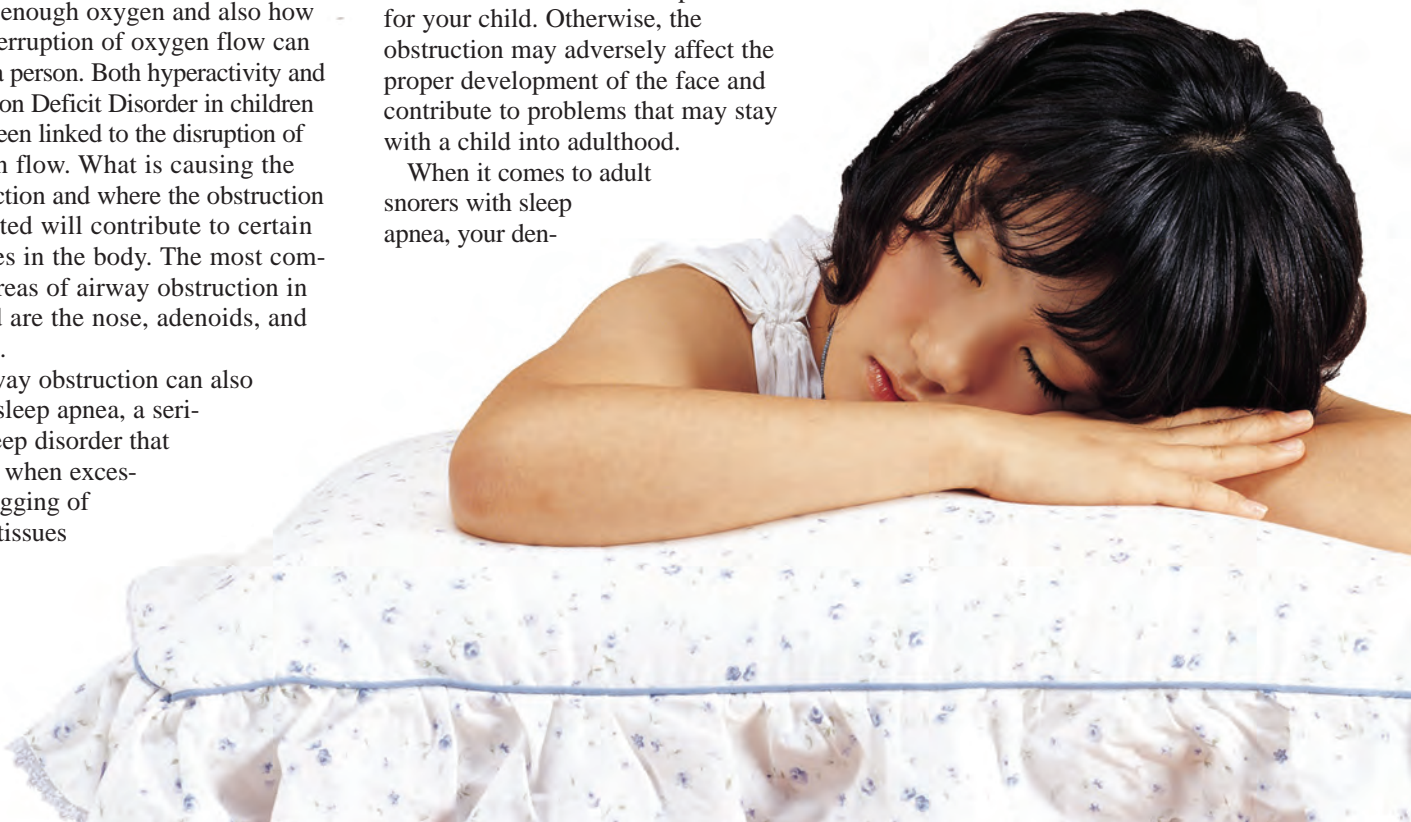 enough oxygen and also how
erruption of oxygen flow can
a person. Both hyperactivity and
on Deficit Disorder in children
een linked to the disruption of
n flow. What is causing the
ction and where the obstruction
ted will contribute to certain
es in the body. The most com-
reas of airway obstruction in
d are the nose, adenoids, and
.
way obstruction can also
sleep apnea, a seri-
eep disorder that
when exces-
gging of
tissues
for your child. Otherwise, the
obstruction may adversely affect the
proper development of the face and
contribute to problems that may stay
with a child into adulthood.
When it comes to adult
snorers with sleep
apnea, your den-